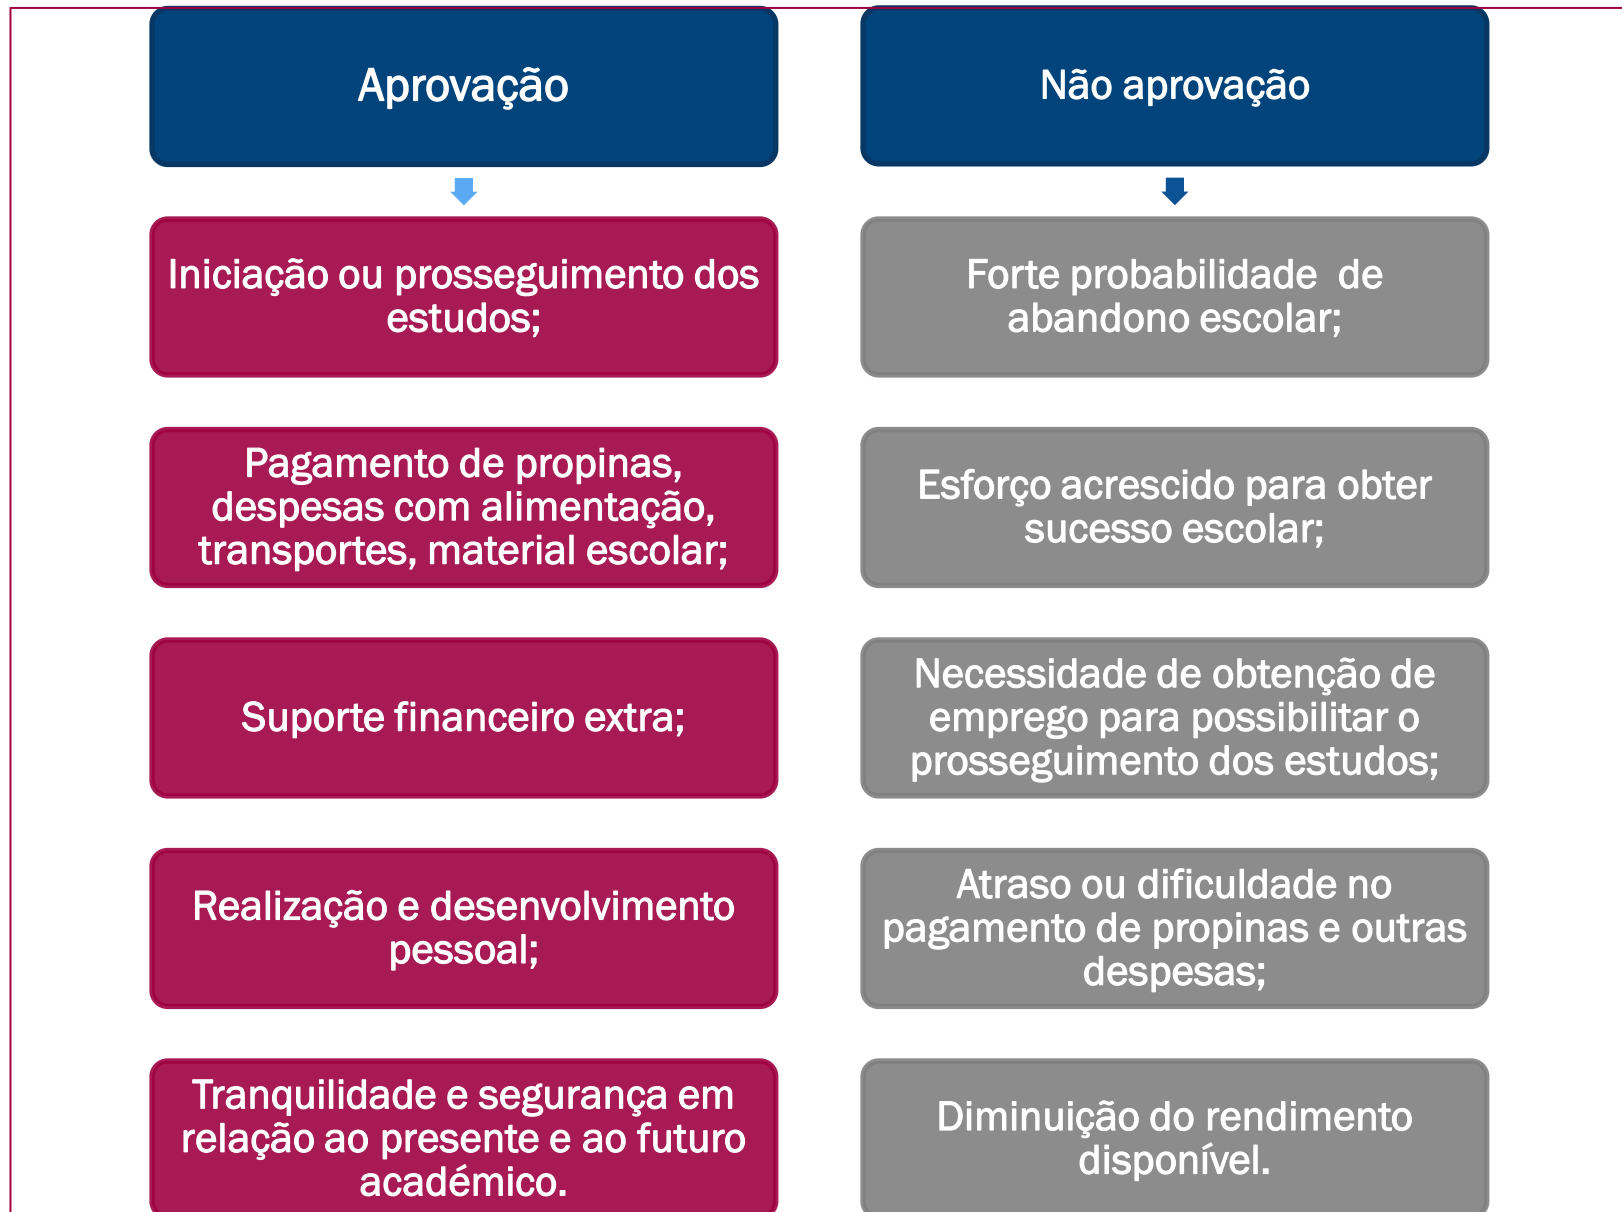 Aprovação
Iniciação ou prosseguimento dos
estudos;
Pagamento de propinas,
despesas com alimentação,
transportes, material escolar;
Suporte financeiro extra;
Realização e desenvolvimento
pessoal;
Tranquilidade e segurança em
relação ao presente e ao futuro
académico.
Não aprovação
Forte probabilidade  de
abandono escolar;
Esforço acrescido para obter
sucesso escolar;
Necessidade de obtenção de
emprego para possibilitar o
prosseguimento dos estudos;
Atraso ou dificuldade no
pagamento de propinas e outras
despesas;
Diminuição do rendimento
disponível.